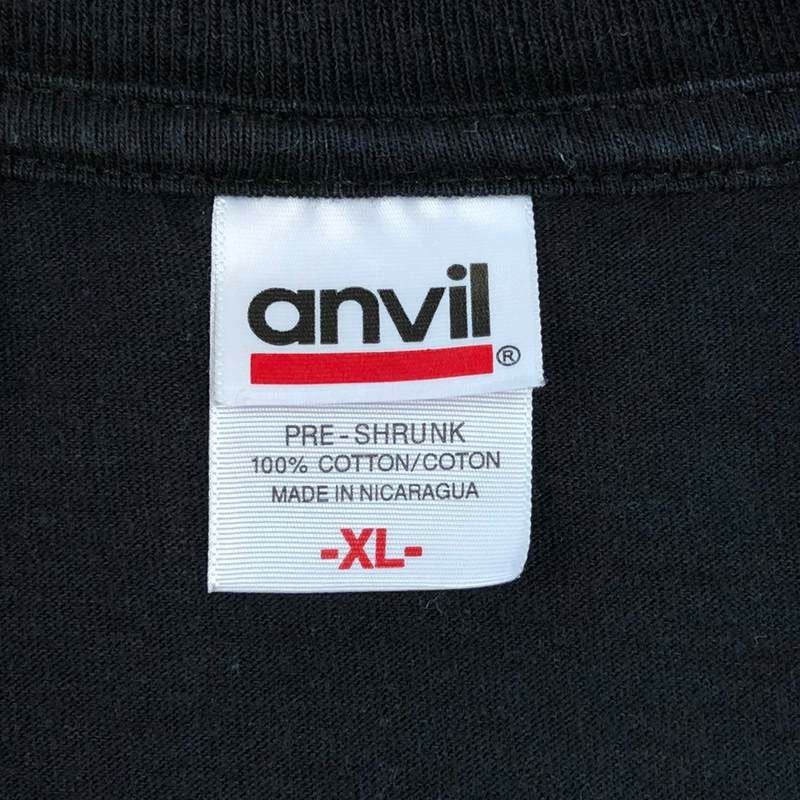 anvil®
PRE-SHRUNK
100% COTTON/COTON
MADE IN NICARAGUA
-XL-